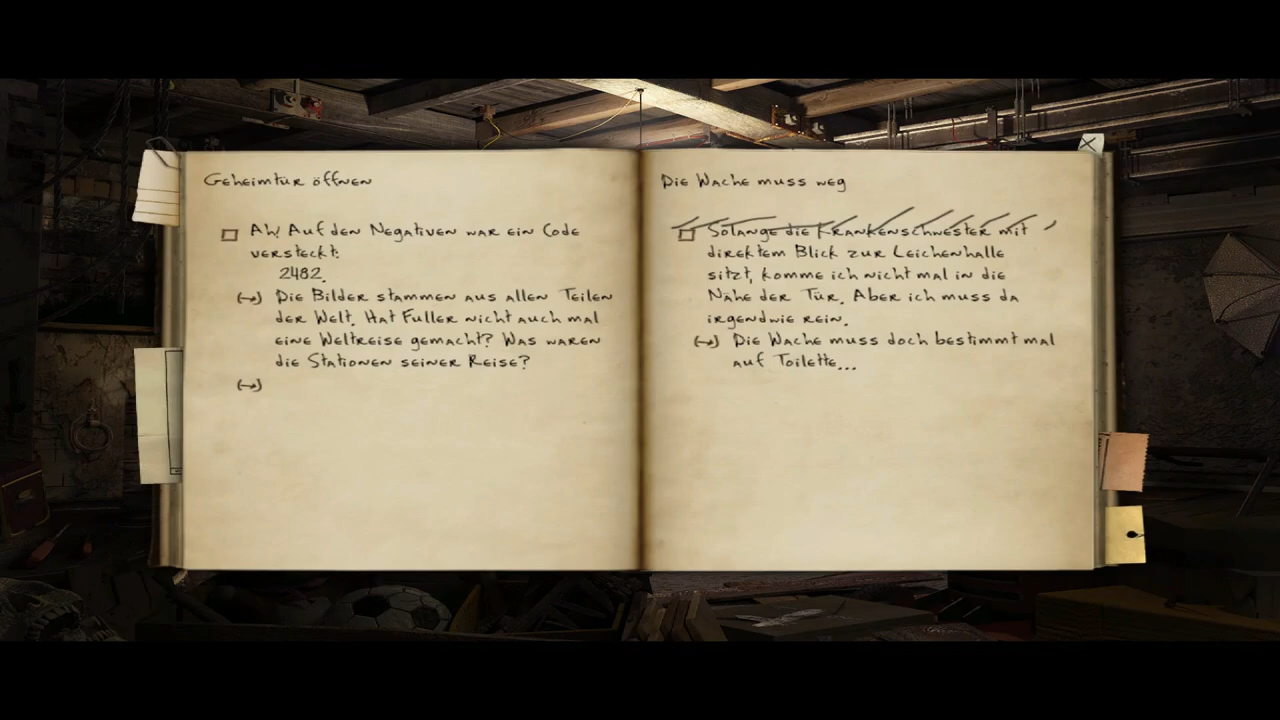 Geheimtür öffnen
Ah! Auf den Negativen war ein Code
versteckt:
2482.
Die Bilder stammen aus allen Teilen
der Welt. Hat Fuller nicht auch mal
eine Weltreise gemacht? Was waren
die Stationen seiner Reise?
Die Wache muss weg
Solange die Krankenschwester mit
direktem Blick zur Leichenhalle
sitzt, komme ich nicht mal in die
Nähe der Tür. Aber ich muss da
irgendwie rein.
Die Wache muss doch bestimmt mal
auf Toilette...